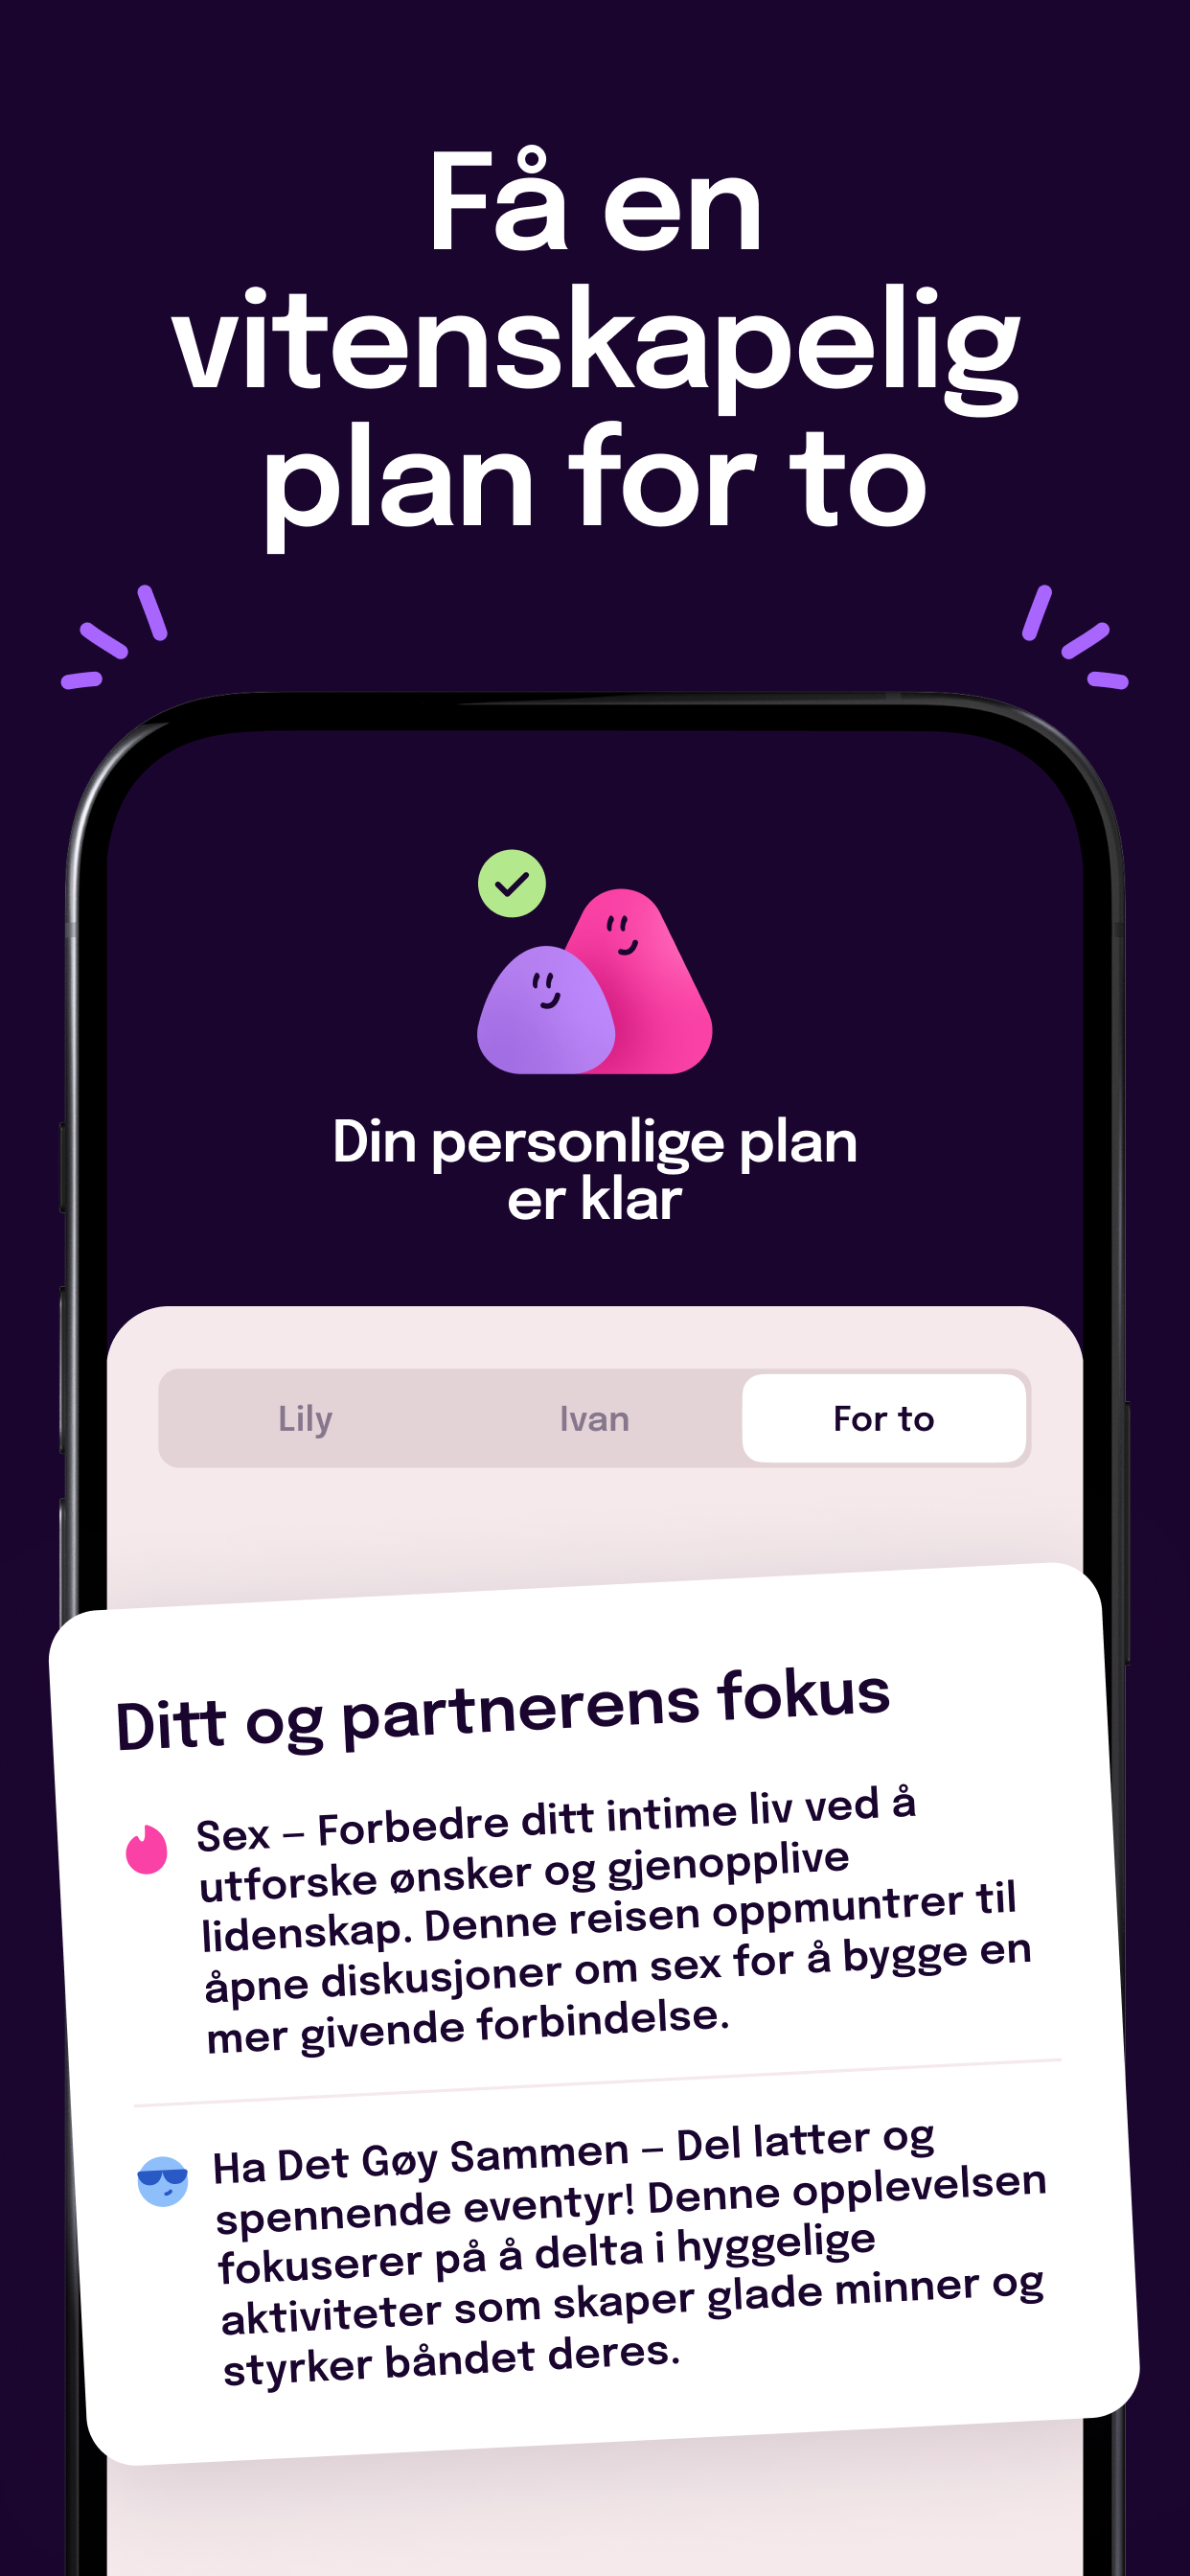 Få en
vitenskapelig
plan for to
Din personlige plan
er klar
Lily
Ivan
For to
Ditt og partnerens fokus
Sex – Forbedre ditt intime liv ved å
utforske ønsker og gjenopplive
lidenskap. Denne reisen oppmuntrer til
åpne diskusjoner om sex for å bygge en
mer givende forbindelse.
Ha Det Gøy Sammen – Del latter og
spennende eventyr! Denne opplevelsen
fokuserer på å delta i hyggelige
aktiviteter som skaper glade minner og
styrker båndet deres.